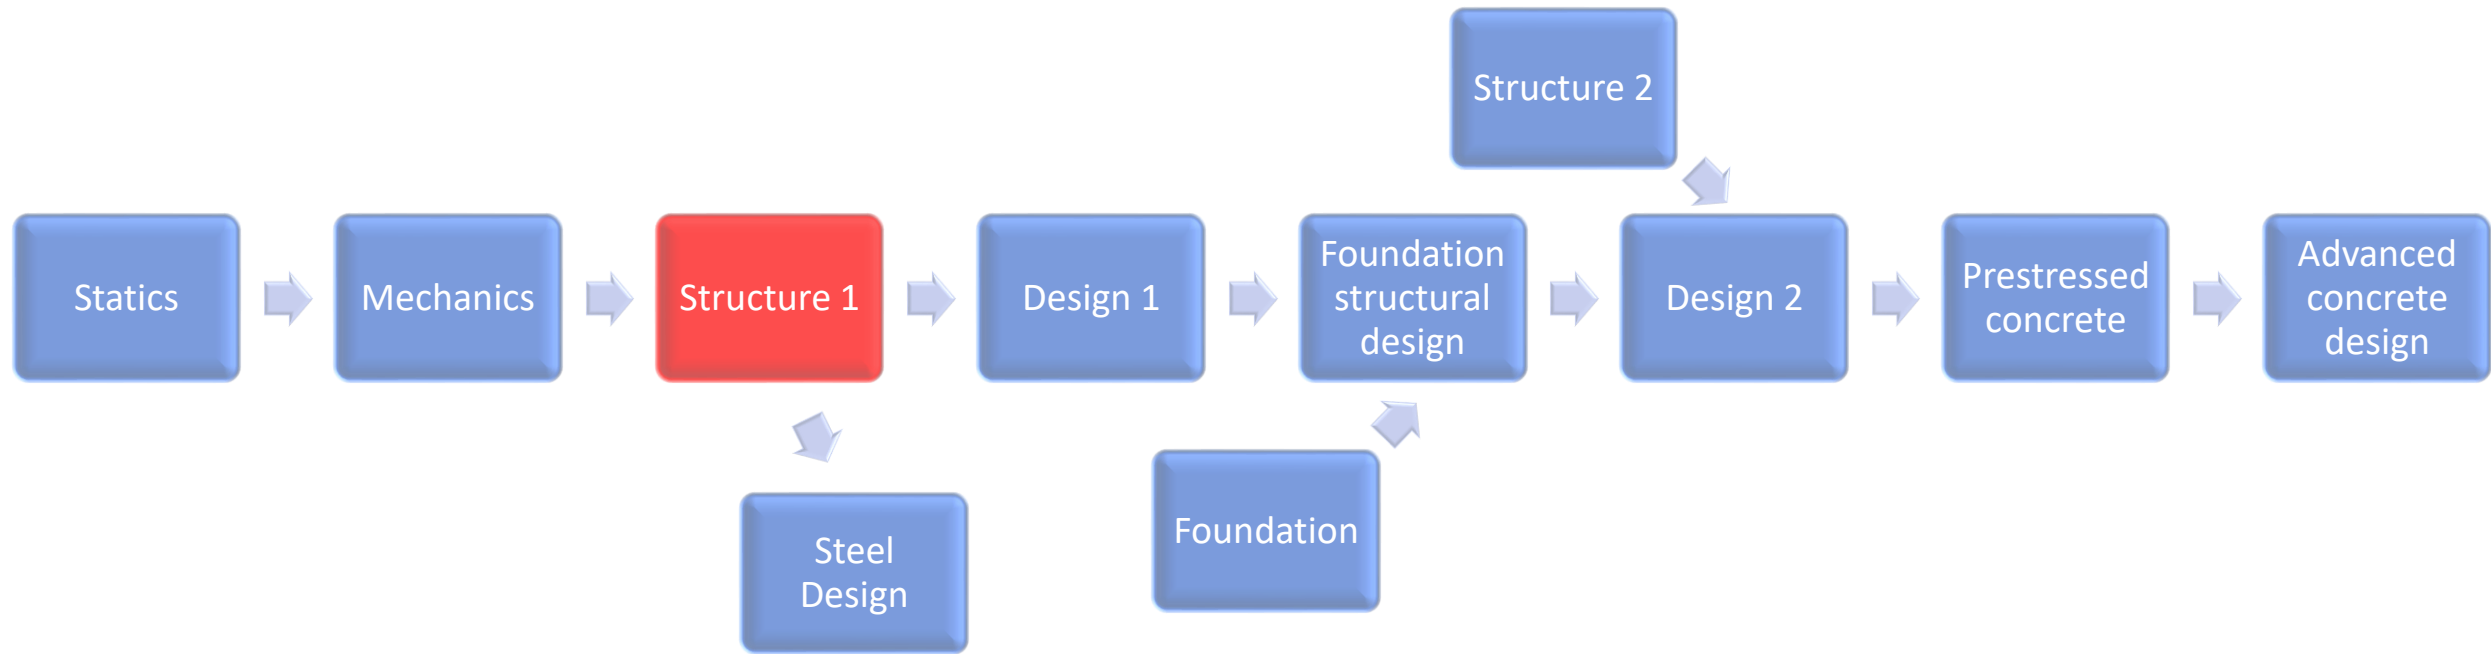 Structure 2
Statics
Mechanics
Structure 1
Design 1
Foundation
structural
design
Design 2
Prestressed
concrete
Advanced
concrete
design
Steel
Design
Foundation